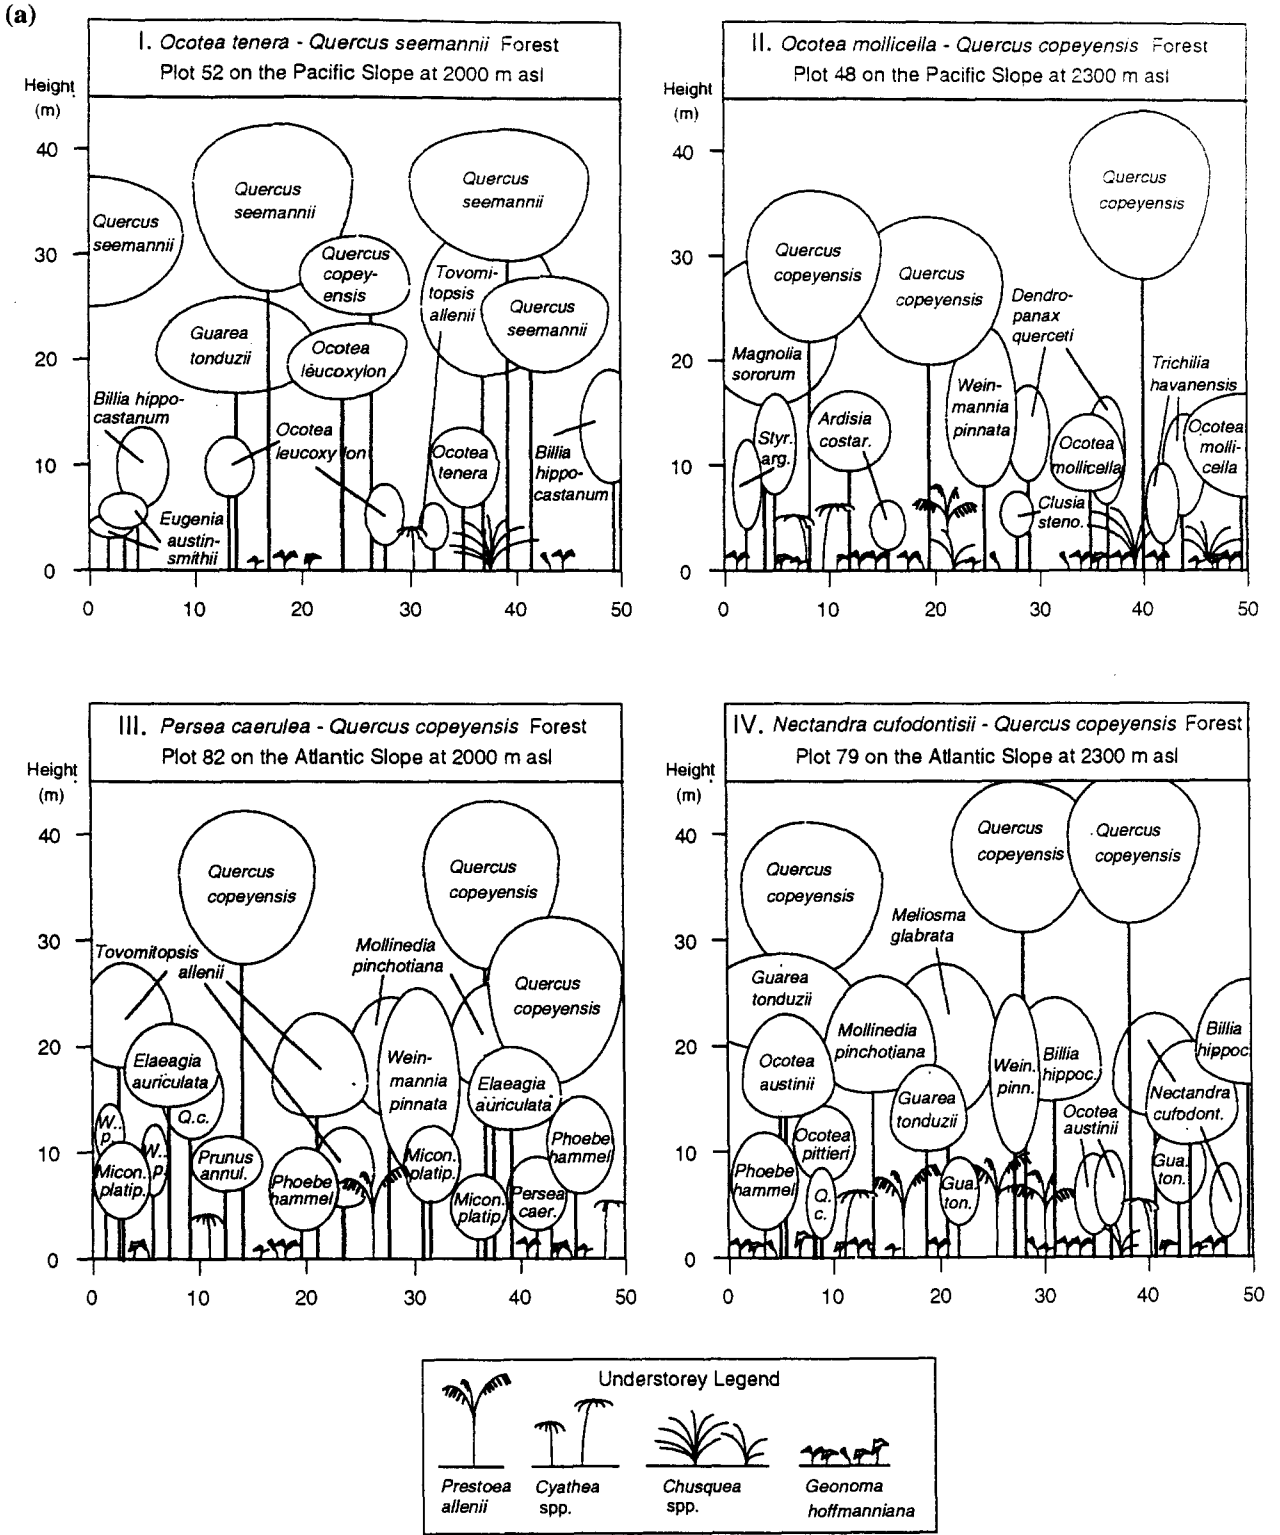 (a)
I. Ocotea tenera - Quercus seemannii Forest
Plot 52 on the Pacific Slope at 2000 m asl
Height
(m)
40
30
20
10
0
Quercus
seemannii
Quercus
seemannii
Quercus
seemannii
Quercus
copey-
ensis
Tovomi-
topsis
allenii
Quercus
seemannii
Guarea
tonduzii
Ocotea
leucoxylon
Billia hippo-
castanum
Ocotea
leucoxylon
Ocotea
tenera
Billia
hippo-
castanum
Eugenia
austin-
smithii
0 10 20 30 40 50
II. Ocotea mollicella - Quercus copeyensis Forest
Plot 48 on the Pacific Slope at 2300 m asl
Height
(m)
40
30
20
10
0
Quercus
copeyensis
Quercus
copeyensis
Quercus
copeyensis
Dendro-
panax
querceti
Magnolia
sororum
Trichilia
havanensis
Wein-
mannia
pinnata
Styr.
arg.
Ardisia
costar.
Ocotea
mollicella
Ocotea
molli-
cella
Clusia
steno.
0 10 20 30 40 50
III. Persea caerulea - Quercus copeyensis Forest
Plot 82 on the Atlantic Slope at 2000 m asl
Height
(m)
40
30
20
10
0
Quercus
copeyensis
Quercus
copeyensis
Tovomitopsis
allenii
Mollinedia
pinchotiana
Quercus
copeyensis
Elaeagia
auriculata
Wein-
mannia
pinnata
Elaeagia
auriculata
W.
p.
Q.c.
W.
p.
Prunus
annul.
Micon.
platip.
Phoebe
hammel
Micon.
platip.
Phoebe
hammel
Micon.
platip.
Persea
caer.
0 10 20 30 40 50
IV. Nectandra cufodontisii - Quercus copeyensis Forest
Plot 79 on the Atlantic Slope at 2300 m asl
Height
(m)
40
30
20
10
0
Quercus
copeyensis
Quercus
copeyensis
Quercus
copeyensis
Meliosma
glabrata
Guarea
tonduzii
Mollinedia
pinchotiana
Billia
hippoc.
Ocotea
austinii
Wein.
pinn.
Billia
hippoc.
Guarea
tonduzii
Nectandra
cufodont.
Ocotea
austinii
Ocotea
pittieri
Phoebe
hammel
Q.
c.
Gua.
ton.
Gua.
ton.
0 10 20 30 40 50
Understorey Legend
Prestoea
allenii
Cyathea
spp.
Chusquea
spp.
Geonoma
hoffmanniana